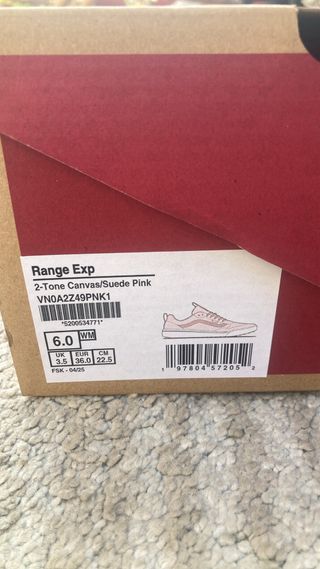 Range Exp
2-Tone Canvas/Suede Pink
VN0A2Z49PNK1
*5200534771*
6.0 WM
UK EUR CM
3.5 36.0 22.5
FSK - 04/25
1 97804 57205 2